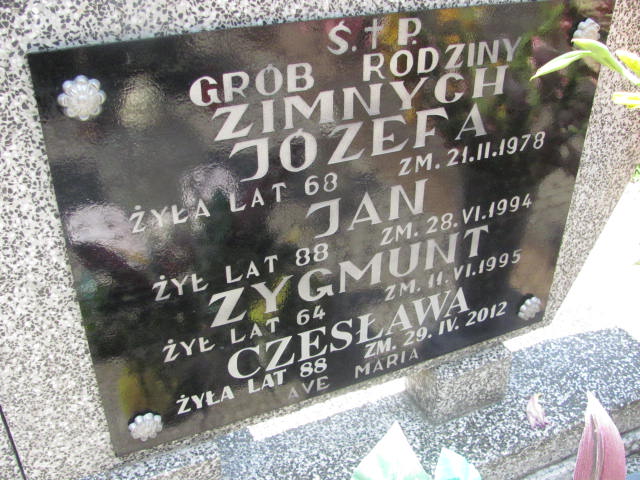 Ś.†P.
GRÓB RODZINY
ZIMNYCH
JÓZEFA
ŻYŁA LAT 68 ZM. 21.II.1978
JAN
ŻYŁ LAT 88 ZM. 28.VI.1994
ZYGMUNT
ŻYŁ LAT 64 ZM. 11.VI.1995
CZESŁAWA
ŻYŁA LAT 88 ZM. 29.IV.2012
AVE MARIA